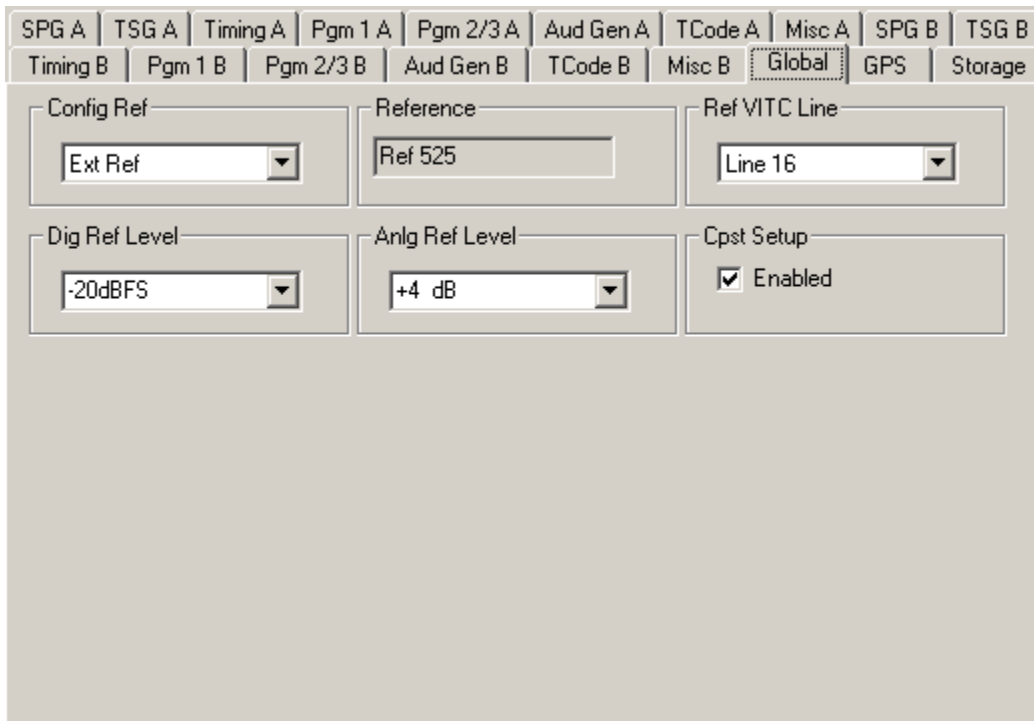 SPG A TSG A Timing A Pgm 1 A Pgm 2/3 A Aud Gen A TCode A Misc A SPG B TSG B
Timing B Pgm 1 B Pgm 2/3 B Aud Gen B TCode B Misc B Global GPS Storage
Config Ref Reference Ref VITC Line
Ext Ref Ref 525 Line 16
Dig Ref Level Anlg Ref Level Cpst Setup
-20dBFS +4 dB Enabled